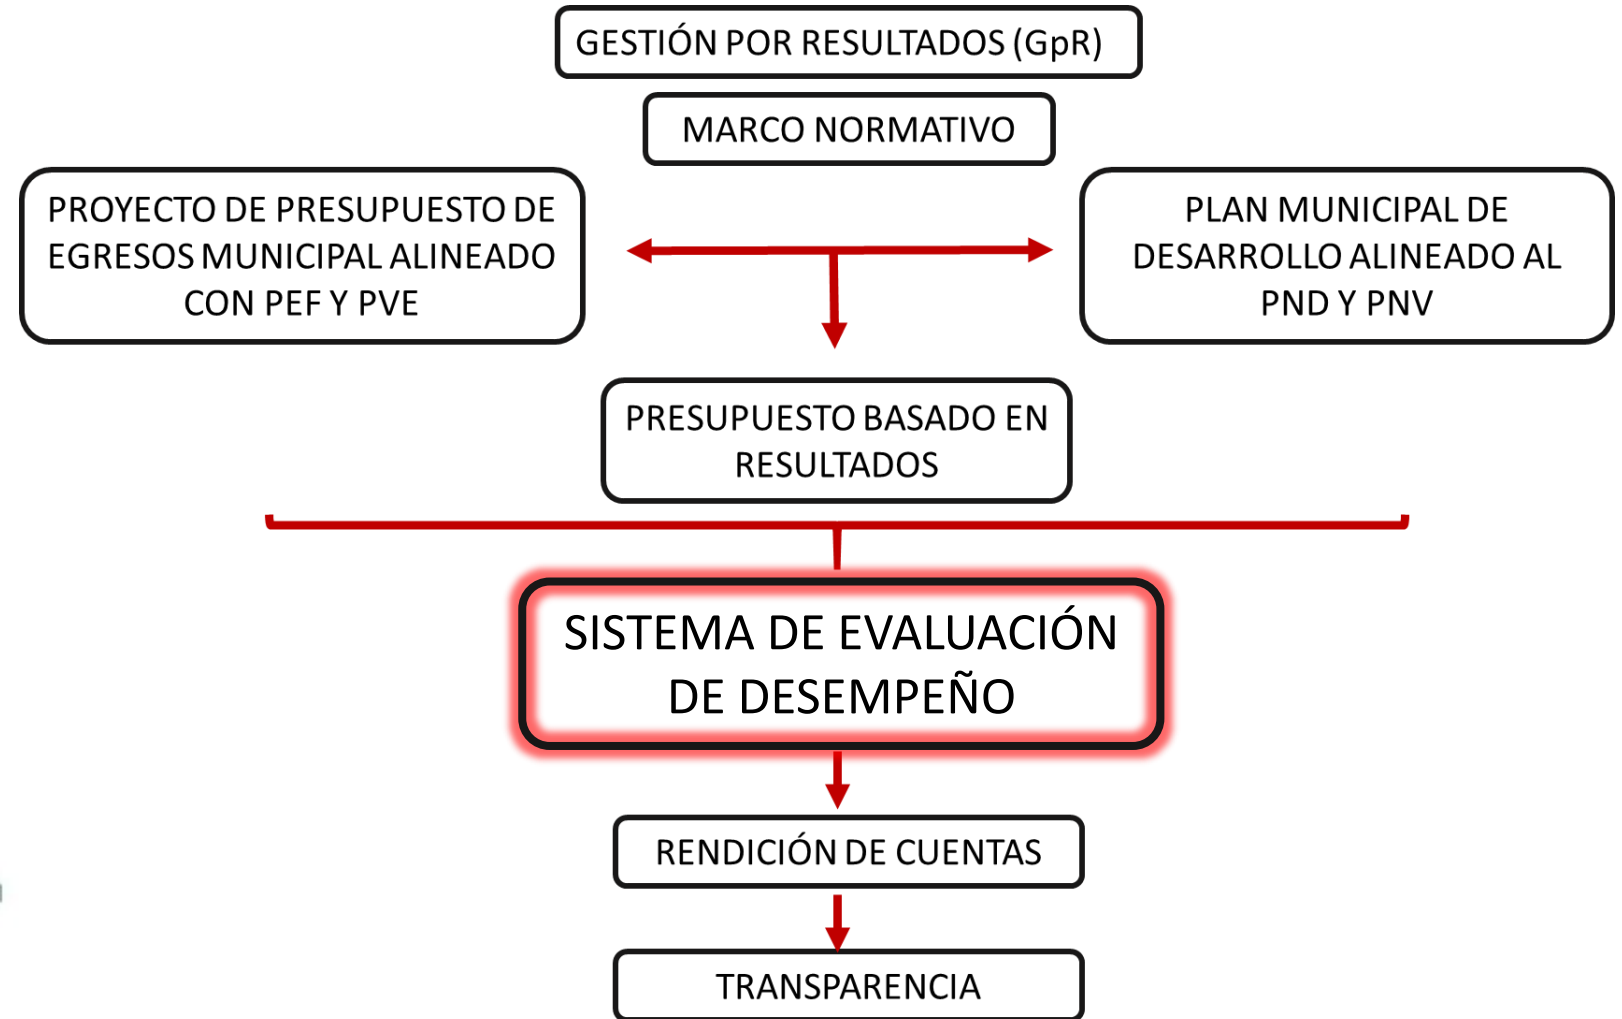 GESTIÓN POR RESULTADOS (GpR)
MARCO NORMATIVO
PROYECTO DE PRESUPUESTO DE
EGRESOS MUNICIPAL ALINEADO
CON PEF Y PVE
PLAN MUNICIPAL DE
DESARROLLO ALINEADO AL
PND Y PNV
PRESUPUESTO BASADO EN
RESULTADOS
SISTEMA DE EVALUACIÓN
DE DESEMPEÑO
RENDICIÓN DE CUENTAS
TRANSPARENCIA